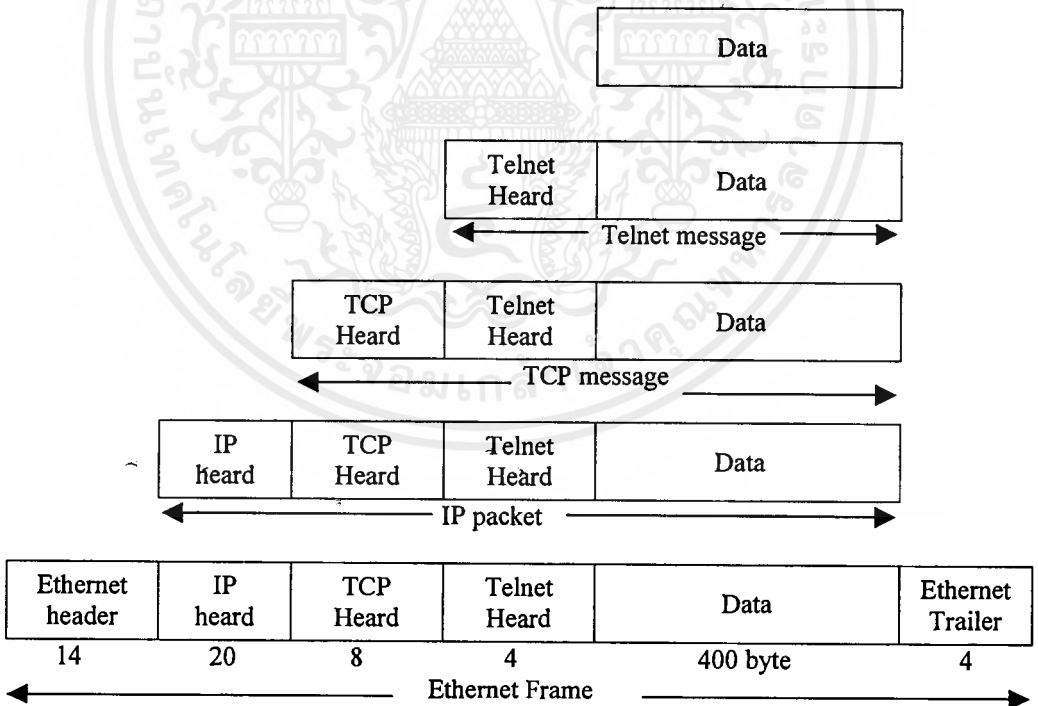 Data
Telnet
Heard
Data
Telnet message
TCP
Heard
Telnet
Heard
Data
TCP message
IP
heard
TCP
Heard
Telnet
Heard
Data
IP packet
Ethernet
header
IP
heard
TCP
Heard
Telnet
Heard
Data
Ethernet
Trailer
14 20 8 4 400 byte 4
Ethernet Frame